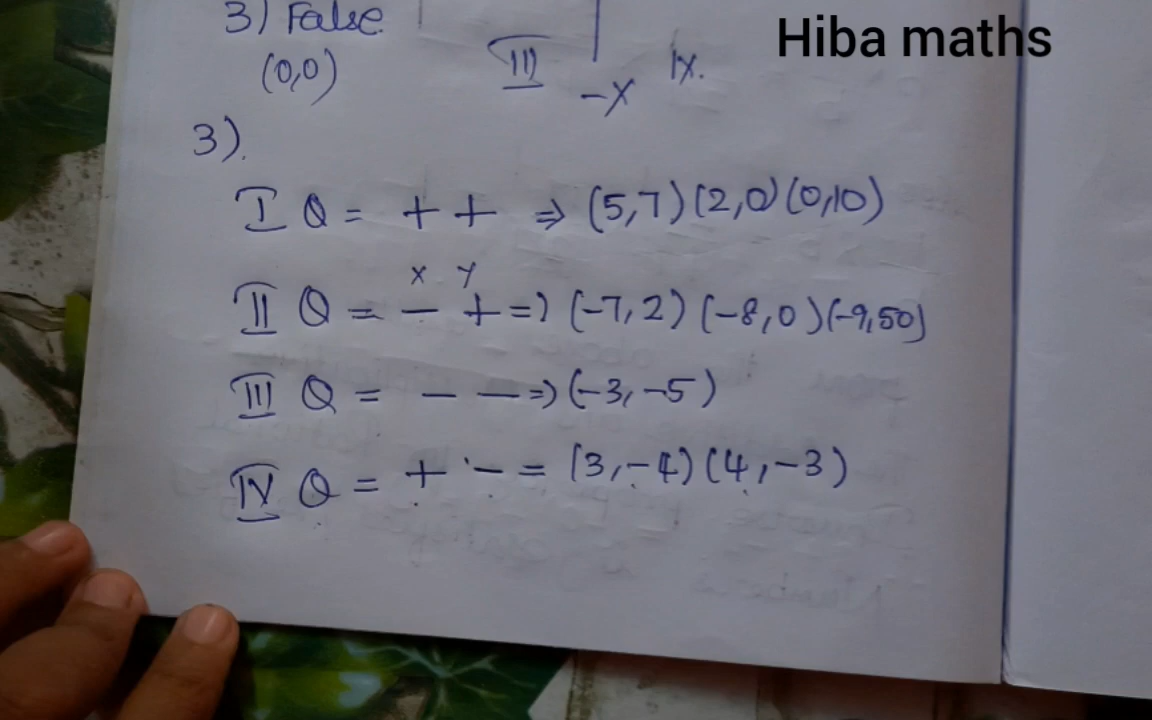 Hiba maths
3) False
(0,0)
III
-X
IX.
3).
I Q = + + ⇒ (5,7) (2,0) (0,10)
x y
II Q = - + =) (-7,2) (-8,0) (-9,50)
III Q = - - =) (-3,-5)
IV Q = + - = (3,-4) (4,-3)